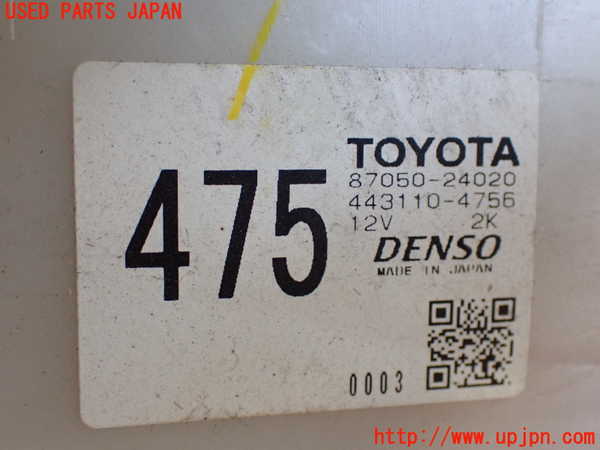 USED PARTS JAPAN
475
TOYOTA
87050-24020
443110-4756
12V 2K
DENSO
MADE IN JAPAN
0003
http://www.upjpn.com/